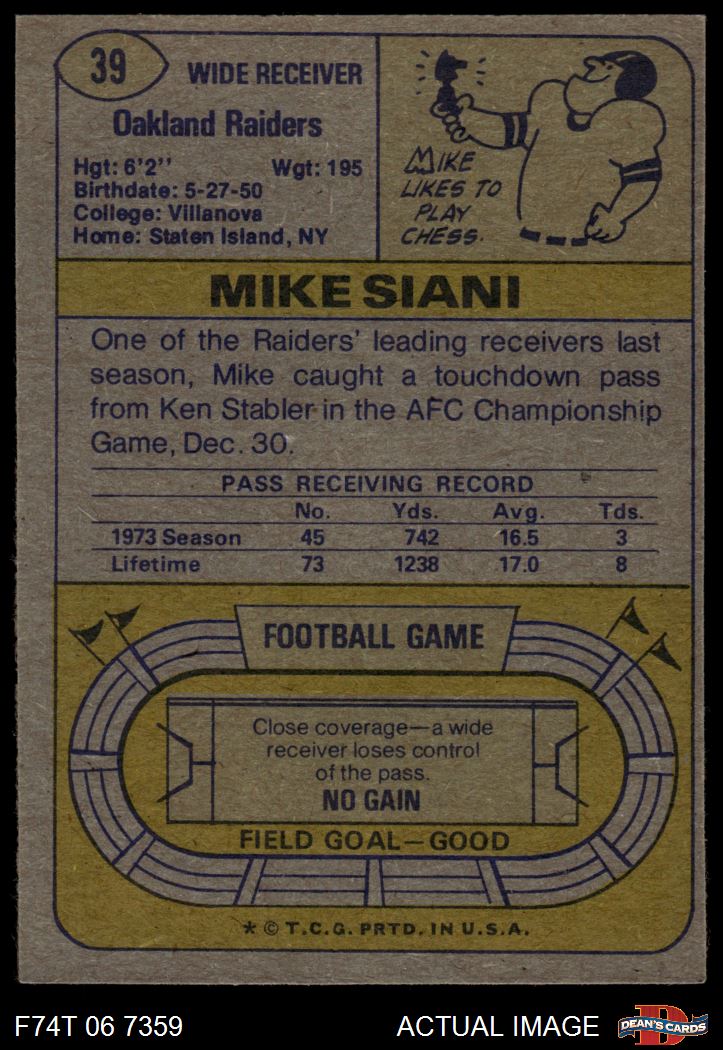 39
WIDE RECEIVER
Oakland Raiders
Hgt: 6'2'' Wgt: 195
Birthdate: 5-27-50
College: Villanova
Home: Staten Island, NY
MIKE
LIKES TO
PLAY
CHESS.
MIKE SIANI
One of the Raiders' leading receivers last
season, Mike caught a touchdown pass
from Ken Stabler in the AFC Championship
Game, Dec. 30.
PASS RECEIVING RECORD
No. Yds. Avg. Tds.
1973 Season 45 742 16.5 3
Lifetime 73 1238 17.0 8
FOOTBALL GAME
Close coverage—a wide
receiver loses control
of the pass.
NO GAIN
FIELD GOAL—GOOD
* © T.C.G. PRTD. IN U.S.A.
F74T 06 7359 ACTUAL IMAGE
D
DEAN'S CARDS